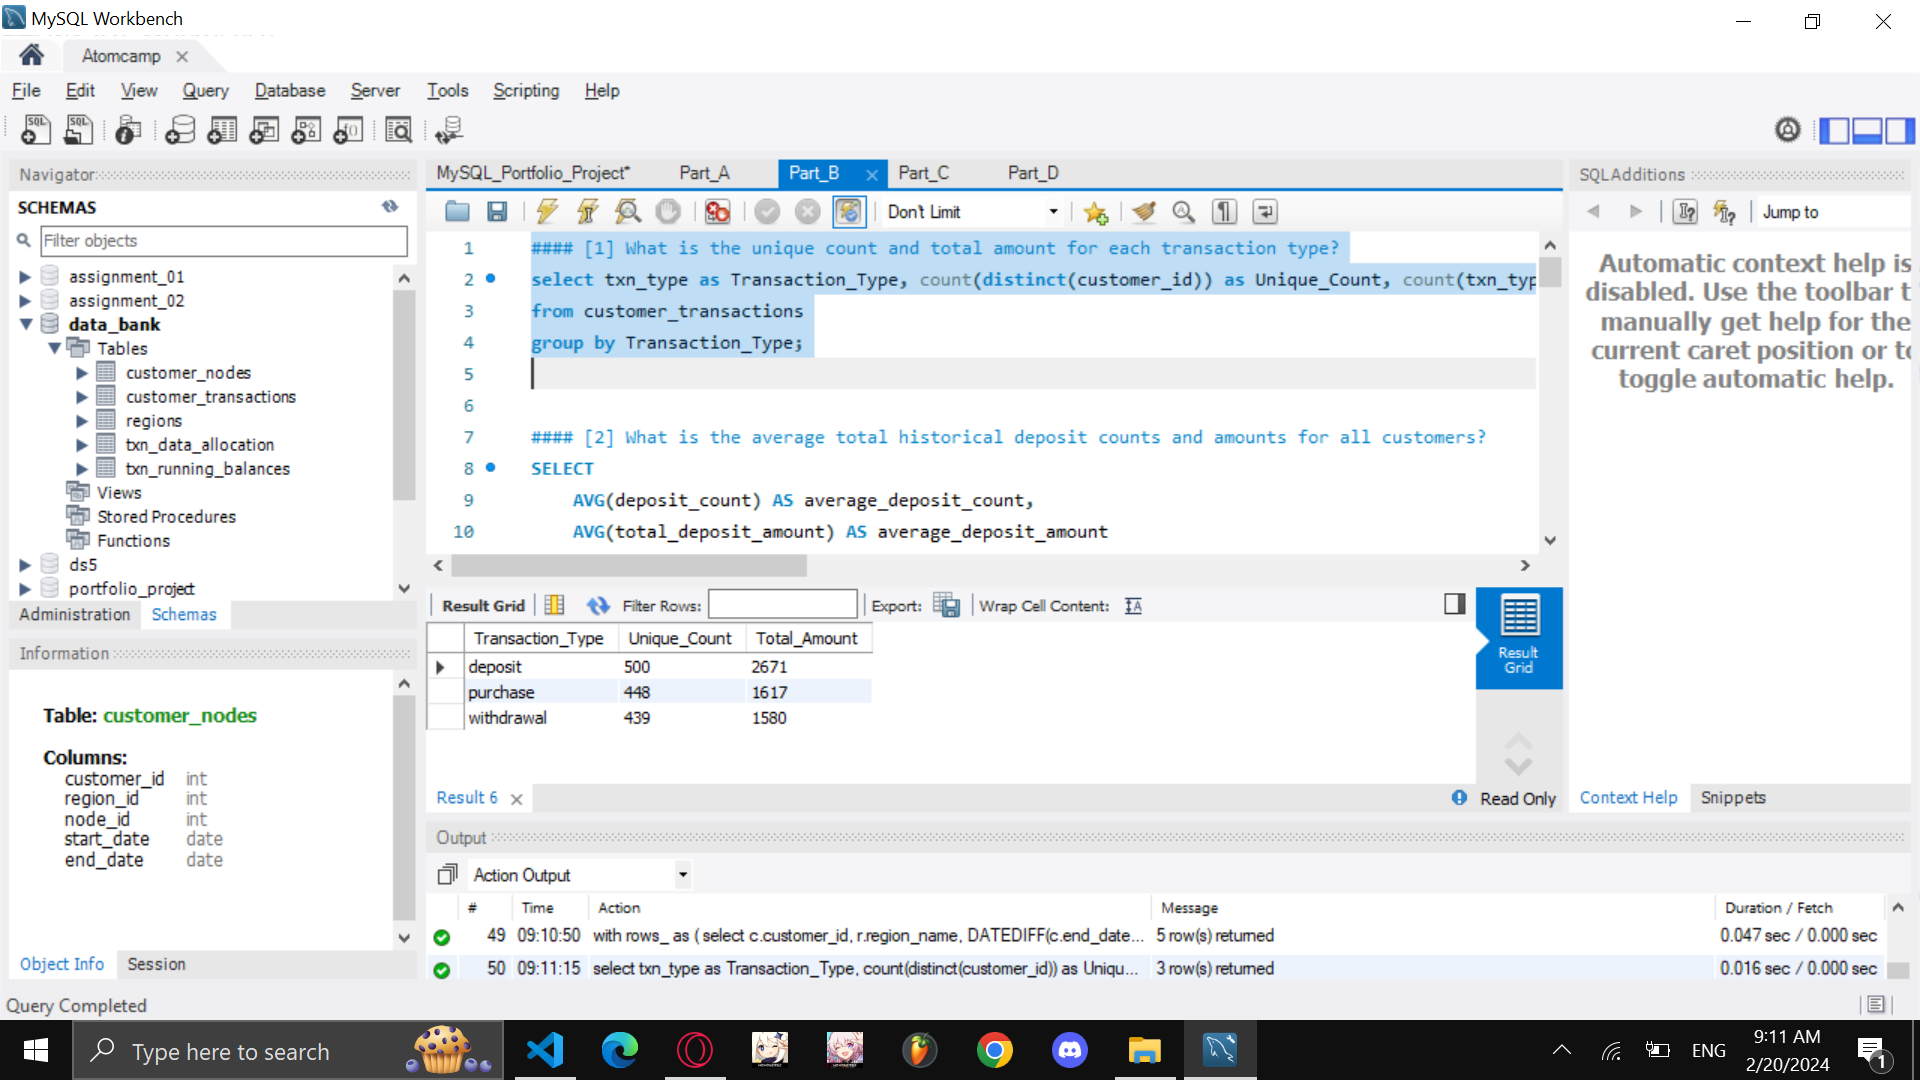 MySQL Workbench
Atomcamp
File Edit View Query Database Server Tools Scripting Help
Navigator
SCHEMAS
Filter objects
assignment_01
assignment_02
data_bank
Tables
customer_nodes
customer_transactions
regions
txn_data_allocation
txn_running_balances
Views
Stored Procedures
Functions
ds5
portfolio_project
Administration Schemas
Information
Table: customer_nodes
Columns:
customer_id int
region_id int
node_id int
start_date date
end_date date
Object Info Session
MySQL_Portfolio_Project* Part_A Part_B Part_C Part_D
Don't Limit
1 #### [1] What is the unique count and total amount for each transaction type?
2 select txn_type as Transaction_Type, count(distinct(customer_id)) as Unique_Count, count(txn_typ
3 from customer_transactions
4 group by Transaction_Type;
5
6
7 #### [2] What is the average total historical deposit counts and amounts for all customers?
8 SELECT
9 AVG(deposit_count) AS average_deposit_count,
10 AVG(total_deposit_amount) AS average_deposit_amount
Result Grid Filter Rows: Export: Wrap Cell Content:
Transaction_Type Unique_Count Total_Amount
deposit 500 2671
purchase 448 1617
withdrawal 439 1580
Result Grid
Result 6
Read Only
SQLAdditions
Jump to
Automatic context help is
disabled. Use the toolbar t
manually get help for the
current caret position or to
toggle automatic help.
Context Help Snippets
Output
Action Output
# Time Action Message Duration / Fetch
49 09:10:50 with rows_ as ( select c.customer_id, r.region_name, DATEDIFF(c.end_date... 5 row(s) returned 0.047 sec / 0.000 sec
50 09:11:15 select txn_type as Transaction_Type, count(distinct(customer_id)) as Uniqu... 3 row(s) returned 0.016 sec / 0.000 sec
Query Completed
Type here to search
ENG
9:11 AM
2/20/2024
1